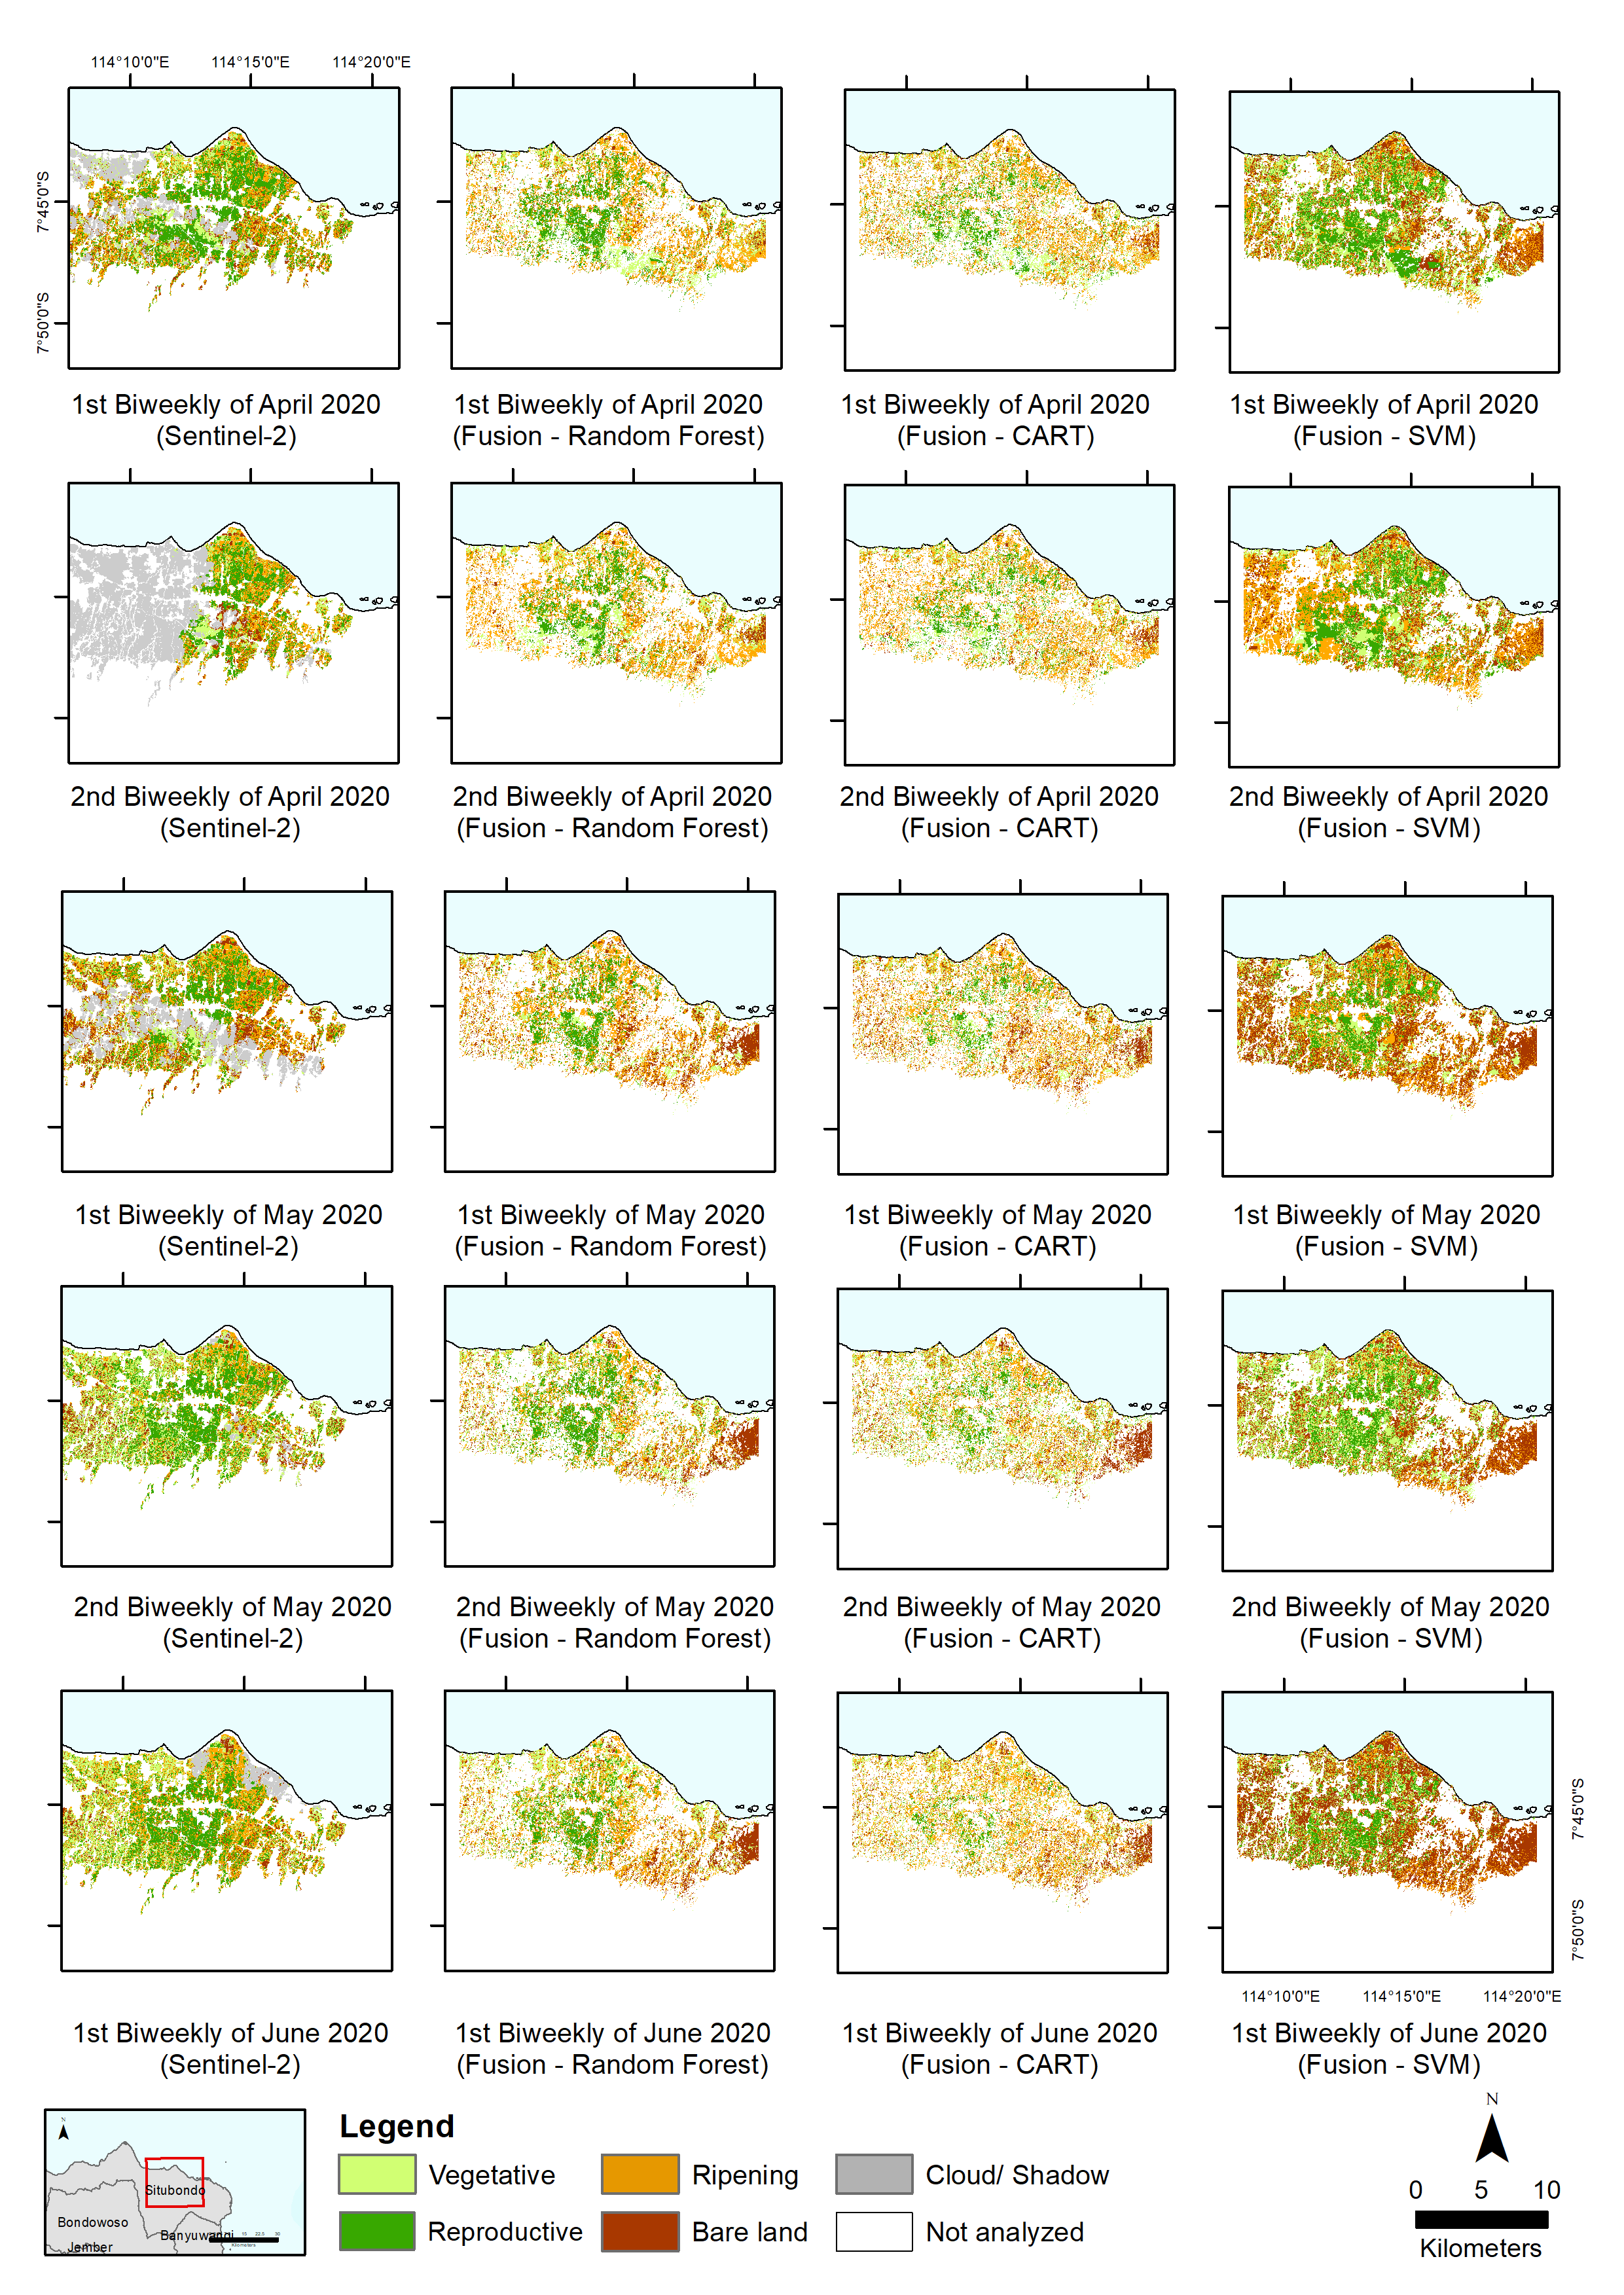 114°10'0"E 114°15'0"E 114°20'0"E
7°45'0"S
7°50'0"S
1st Biweekly of April 2020
(Sentinel-2)
1st Biweekly of April 2020
(Fusion - Random Forest)
1st Biweekly of April 2020
(Fusion - CART)
1st Biweekly of April 2020
(Fusion - SVM)
2nd Biweekly of April 2020
(Sentinel-2)
2nd Biweekly of April 2020
(Fusion - Random Forest)
2nd Biweekly of April 2020
(Fusion - CART)
2nd Biweekly of April 2020
(Fusion - SVM)
1st Biweekly of May 2020
(Sentinel-2)
1st Biweekly of May 2020
(Fusion - Random Forest)
1st Biweekly of May 2020
(Fusion - CART)
1st Biweekly of May 2020
(Fusion - SVM)
2nd Biweekly of May 2020
(Sentinel-2)
2nd Biweekly of May 2020
(Fusion - Random Forest)
2nd Biweekly of May 2020
(Fusion - CART)
2nd Biweekly of May 2020
(Fusion - SVM)
7°45'0"S
7°50'0"S
114°10'0"E 114°15'0"E 114°20'0"E
1st Biweekly of June 2020
(Sentinel-2)
1st Biweekly of June 2020
(Fusion - Random Forest)
1st Biweekly of June 2020
(Fusion - CART)
1st Biweekly of June 2020
(Fusion - SVM)
N
Situbondo
Bondowoso
Banyuwangi
Jember
15 22,5 30
Kilometers
Legend
Vegetative
Ripening
Cloud/ Shadow
Reproductive
Bare land
Not analyzed
N
0 5 10
Kilometers